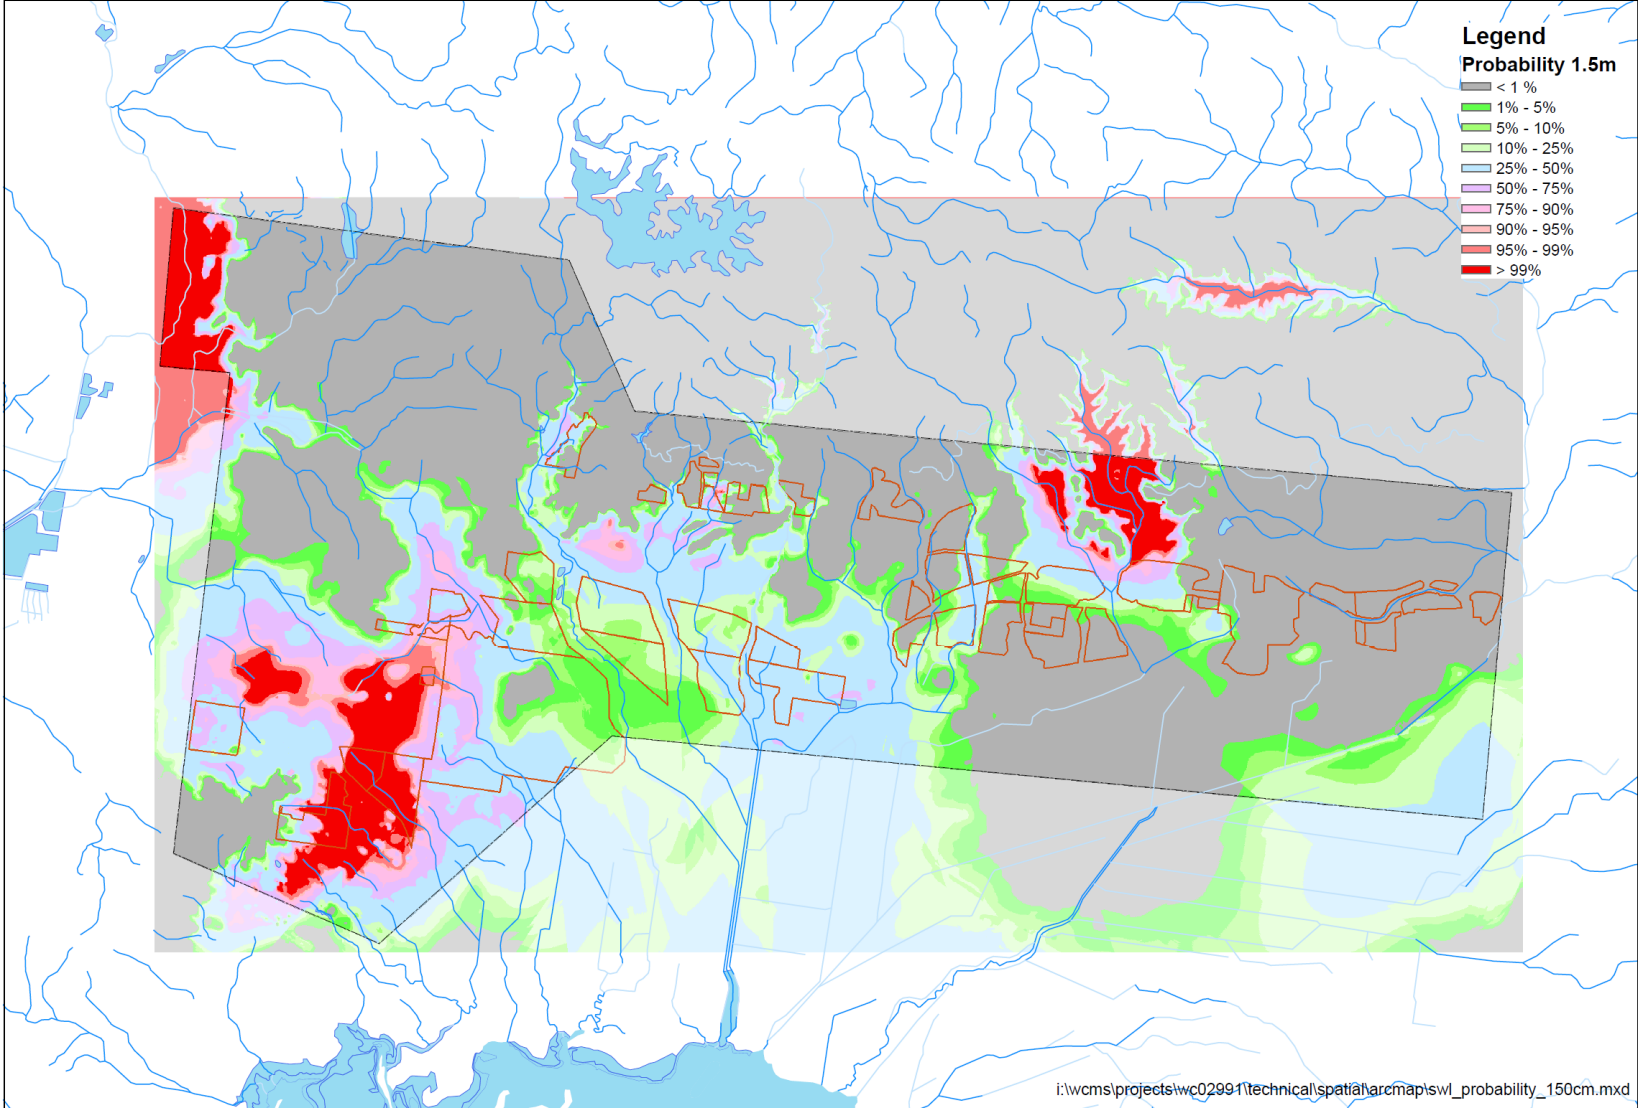 Legend
Probability 1.5m
< 1 %
1% - 5%
5% - 10%
10% - 25%
25% - 50%
50% - 75%
75% - 90%
90% - 95%
95% - 99%
> 99%
i:\wcms\projects\wc02991\technical\spatial\arcmap\swl_probability_150cm.mxd